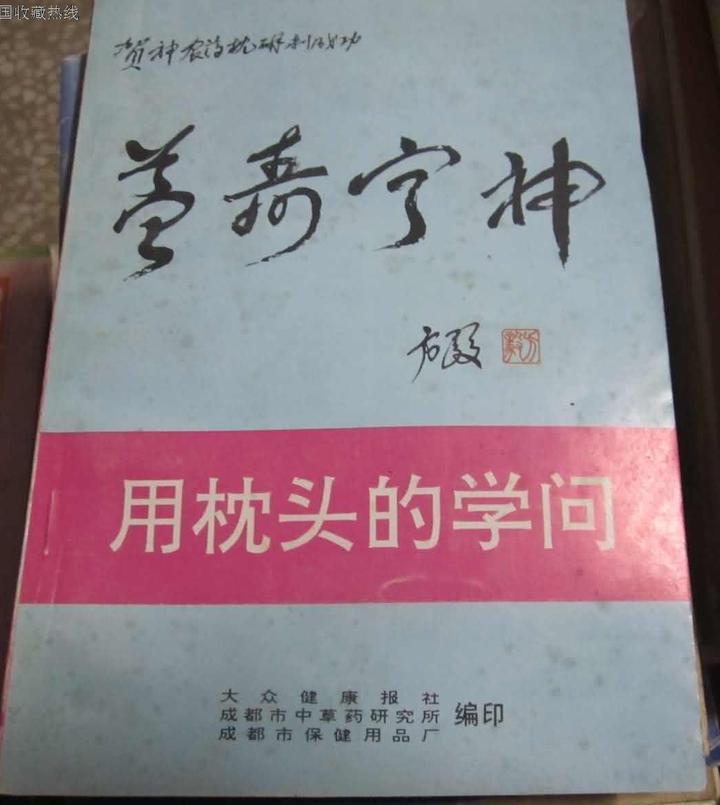 国收藏热线
贺神农诗枕研制成功
益寿宁神
方毅
用枕头的学问
大众健康报社
成都市中草药研究所
成都市保健用品厂
编印